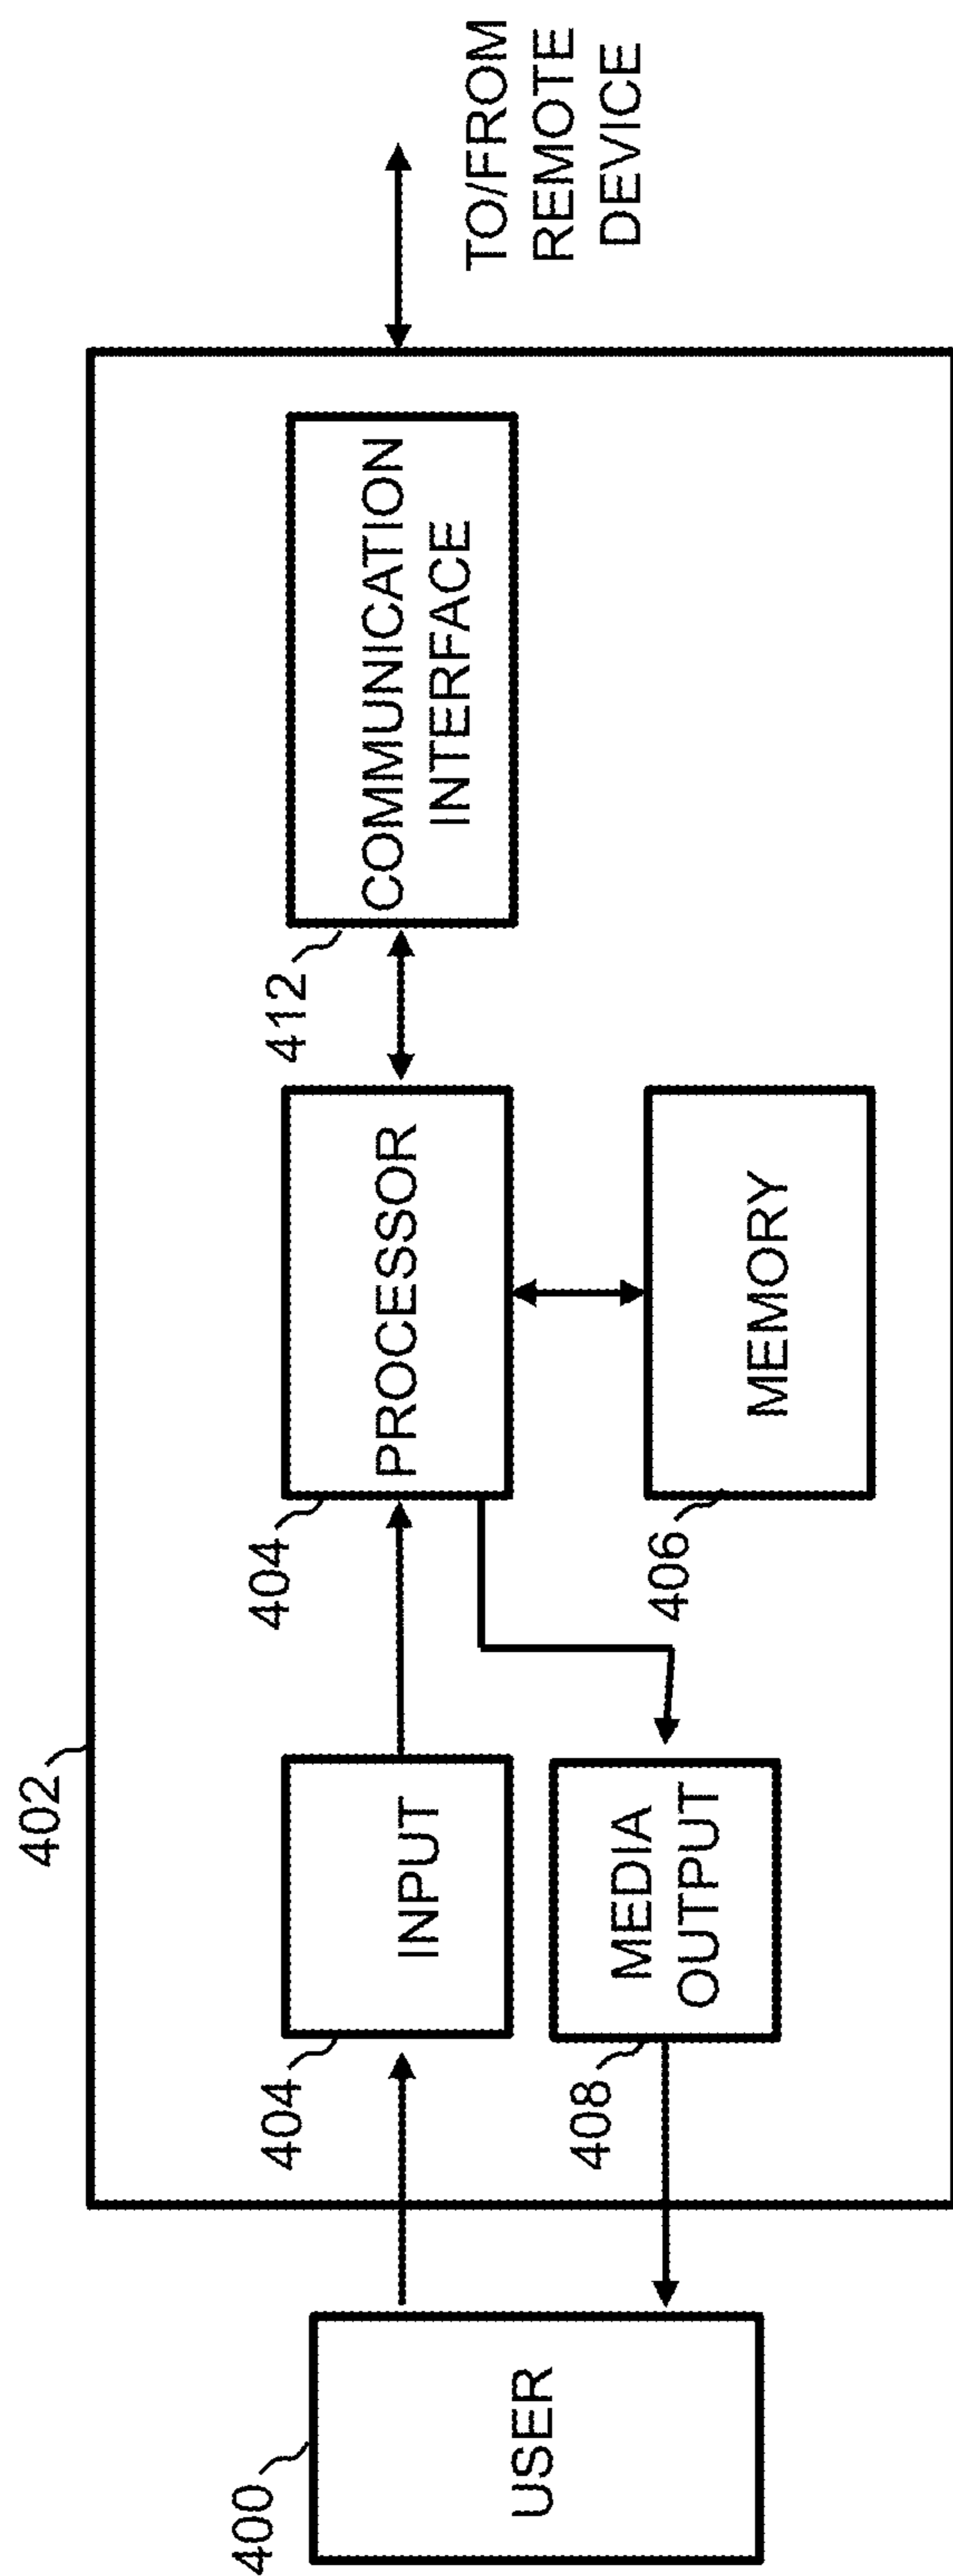 402
400
USER
404
INPUT
408
MEDIA
OUTPUT
404
PROCESSOR
406
MEMORY
412
COMMUNICATION
INTERFACE
TO/FROM
REMOTE
DEVICE